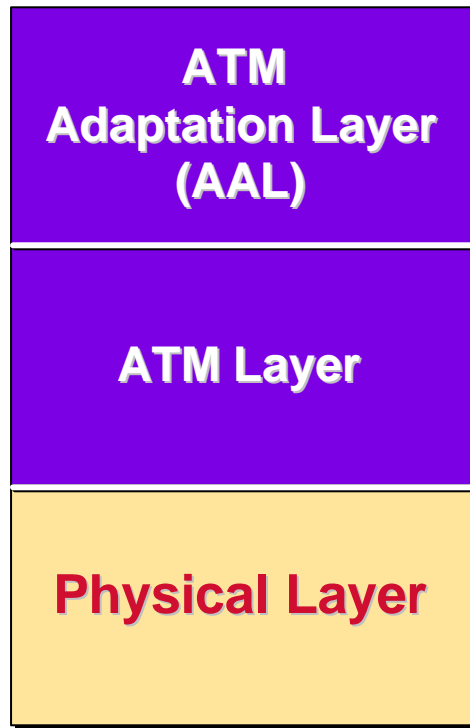 ATM
Adaptation Layer
(AAL)
ATM Layer
Physical Layer